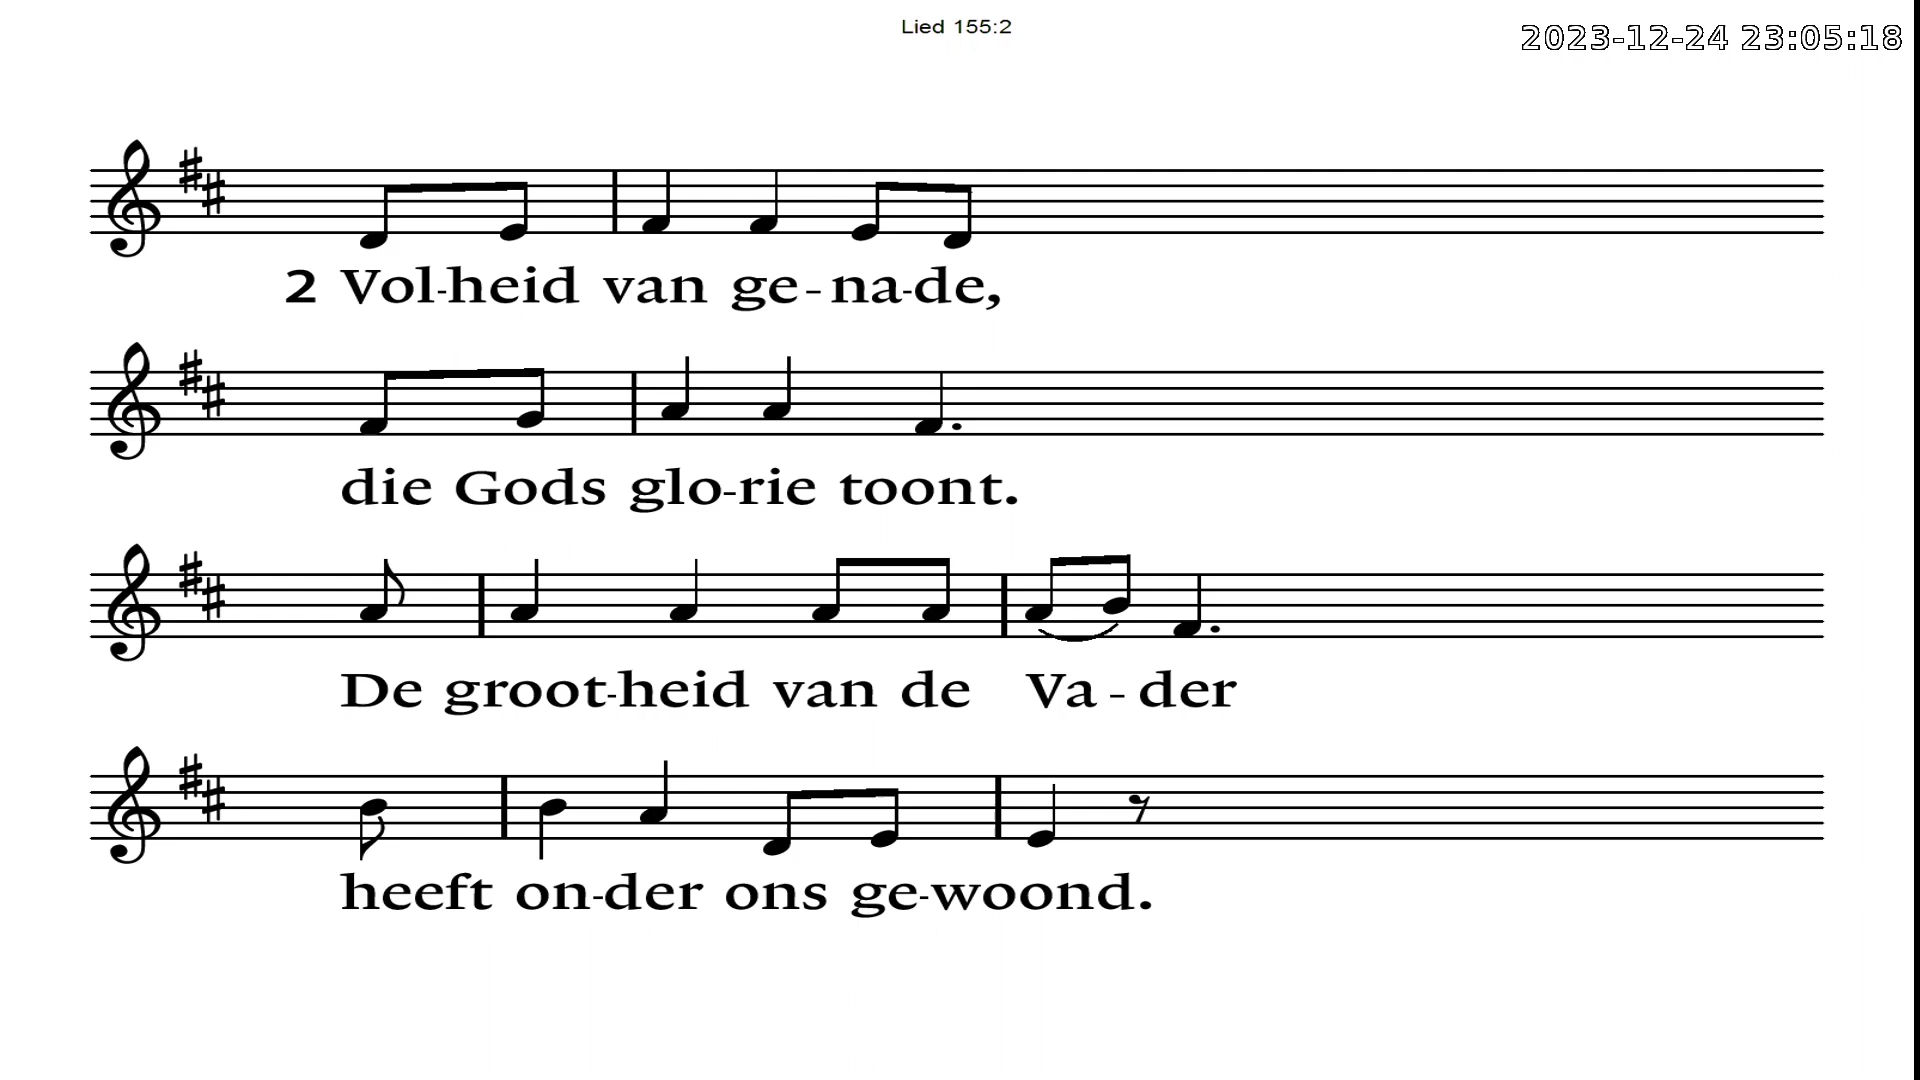 Lied 155:2
2023-12-24 23:05:18
2 Vol-heid van ge-na-de,
die Gods glo-rie toont.
De groot-heid van de Va-der
heeft on-der ons ge-woond.